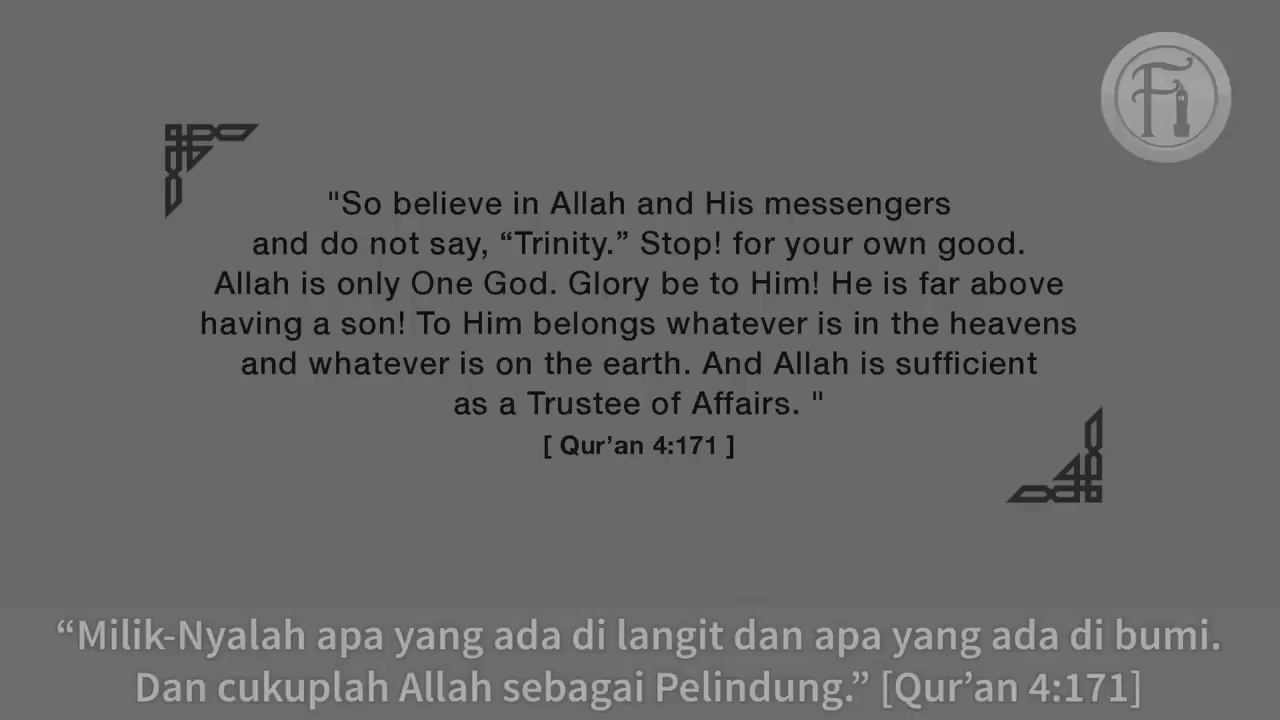 Fi
"So believe in Allah and His messengers
and do not say, “Trinity.” Stop! for your own good.
Allah is only One God. Glory be to Him! He is far above
having a son! To Him belongs whatever is in the heavens
and whatever is on the earth. And Allah is sufficient
as a Trustee of Affairs. "
[ Qur’an 4:171 ]
“Milik-Nyalah apa yang ada di langit dan apa yang ada di bumi.
Dan cukuplah Allah sebagai Pelindung.” [Qur’an 4:171]